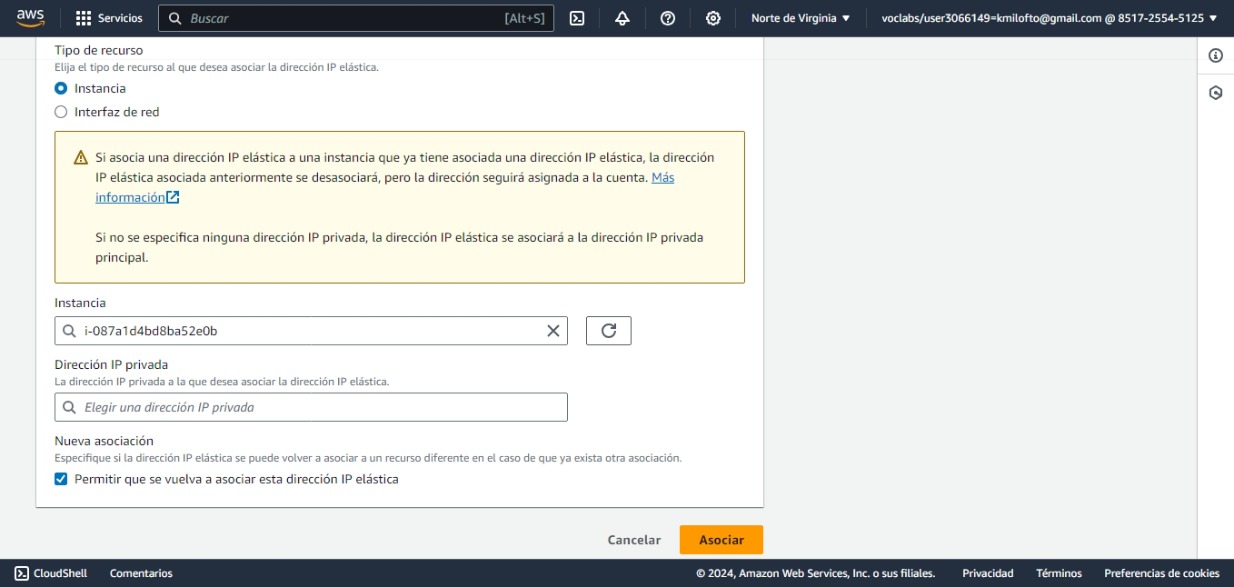 aws
Servicios
Buscar
[Alt+S]
Norte de Virginia
voclabs/user3066149=kmilofto@gmail.com @ 8517-2554-5125
Tipo de recurso
Elija el tipo de recurso al que desea asociar la dirección IP elástica.
Instancia
Interfaz de red
Si asocia una dirección IP elástica a una instancia que ya tiene asociada una dirección IP elástica, la dirección
IP elástica asociada anteriormente se desasociará, pero la dirección seguirá asignada a la cuenta. Más
información
Si no se especifica ninguna dirección IP privada, la dirección IP elástica se asociará a la dirección IP privada
principal.
Instancia
i-087a1d4bd8ba52e0b
Dirección IP privada
La dirección IP privada a la que desea asociar la dirección IP elástica.
Elegir una dirección IP privada
Nueva asociación
Especifique si la dirección IP elástica se puede volver a asociar a un recurso diferente en el caso de que ya exista otra asociación.
Permitir que se vuelva a asociar esta dirección IP elástica
Cancelar
Asociar
CloudShell
Comentarios
© 2024, Amazon Web Services, Inc. o sus filiales.
Privacidad
Términos
Preferencias de cookies